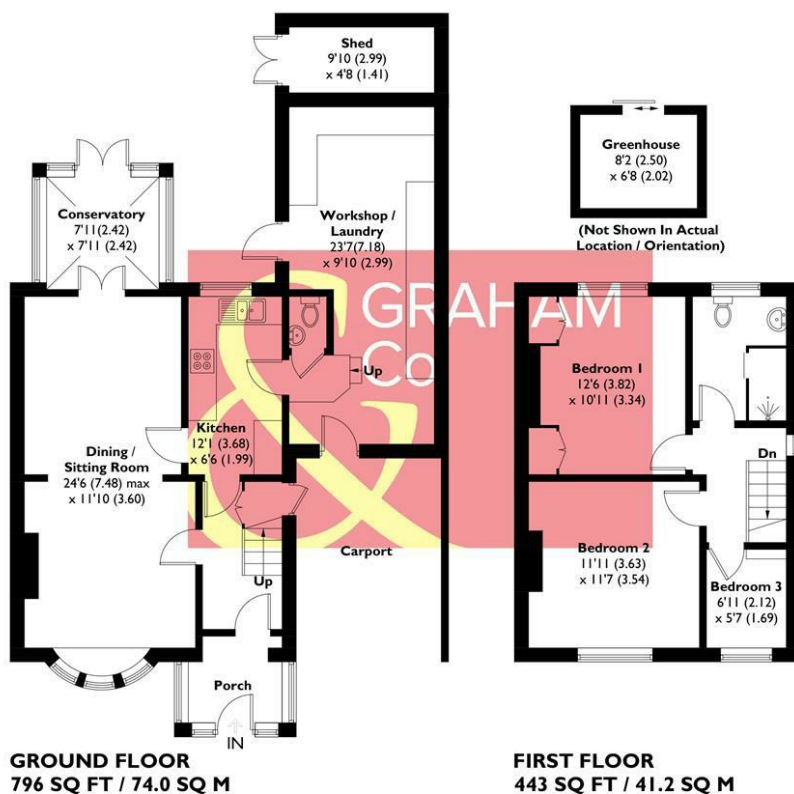 Shed
9'10 (2.99)
x 4'8 (1.41)
Greenhouse
8'2 (2.50)
x 6'8 (2.02)
(Not Shown In Actual
Location / Orientation)
Conservatory
7'11(2.42)
x 7'11 (2.42)
Workshop /
Laundry
23'7(7.18)
x 9'10 (2.99)
&
GRAHAM
Co
Up
Kitchen
12'1 (3.68)
x 6'6 (1.99)
Dining /
Sitting Room
24'6 (7.48) max
x 11'10 (3.60)
Up
Carport
Porch
IN
Bedroom 1
12'6 (3.82)
x 10'11 (3.34)
Dn
Bedroom 2
11'11 (3.63)
x 11'7 (3.54)
Bedroom 3
6'11 (2.12)
x 5'7 (1.69)
GROUND FLOOR
796 SQ FT / 74.0 SQ M
FIRST FLOOR
443 SQ FT / 41.2 SQ M